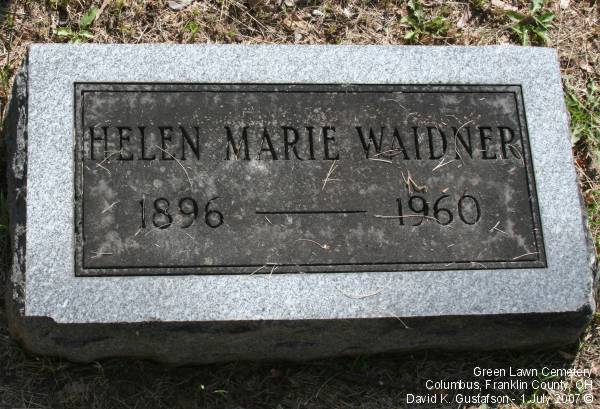 HELEN MARIE WAIDNER
1896 — 1960
Green Lawn Cemetery
Columbus, Franklin County, OH
David K. Gustafson - 1 July 2007 ©